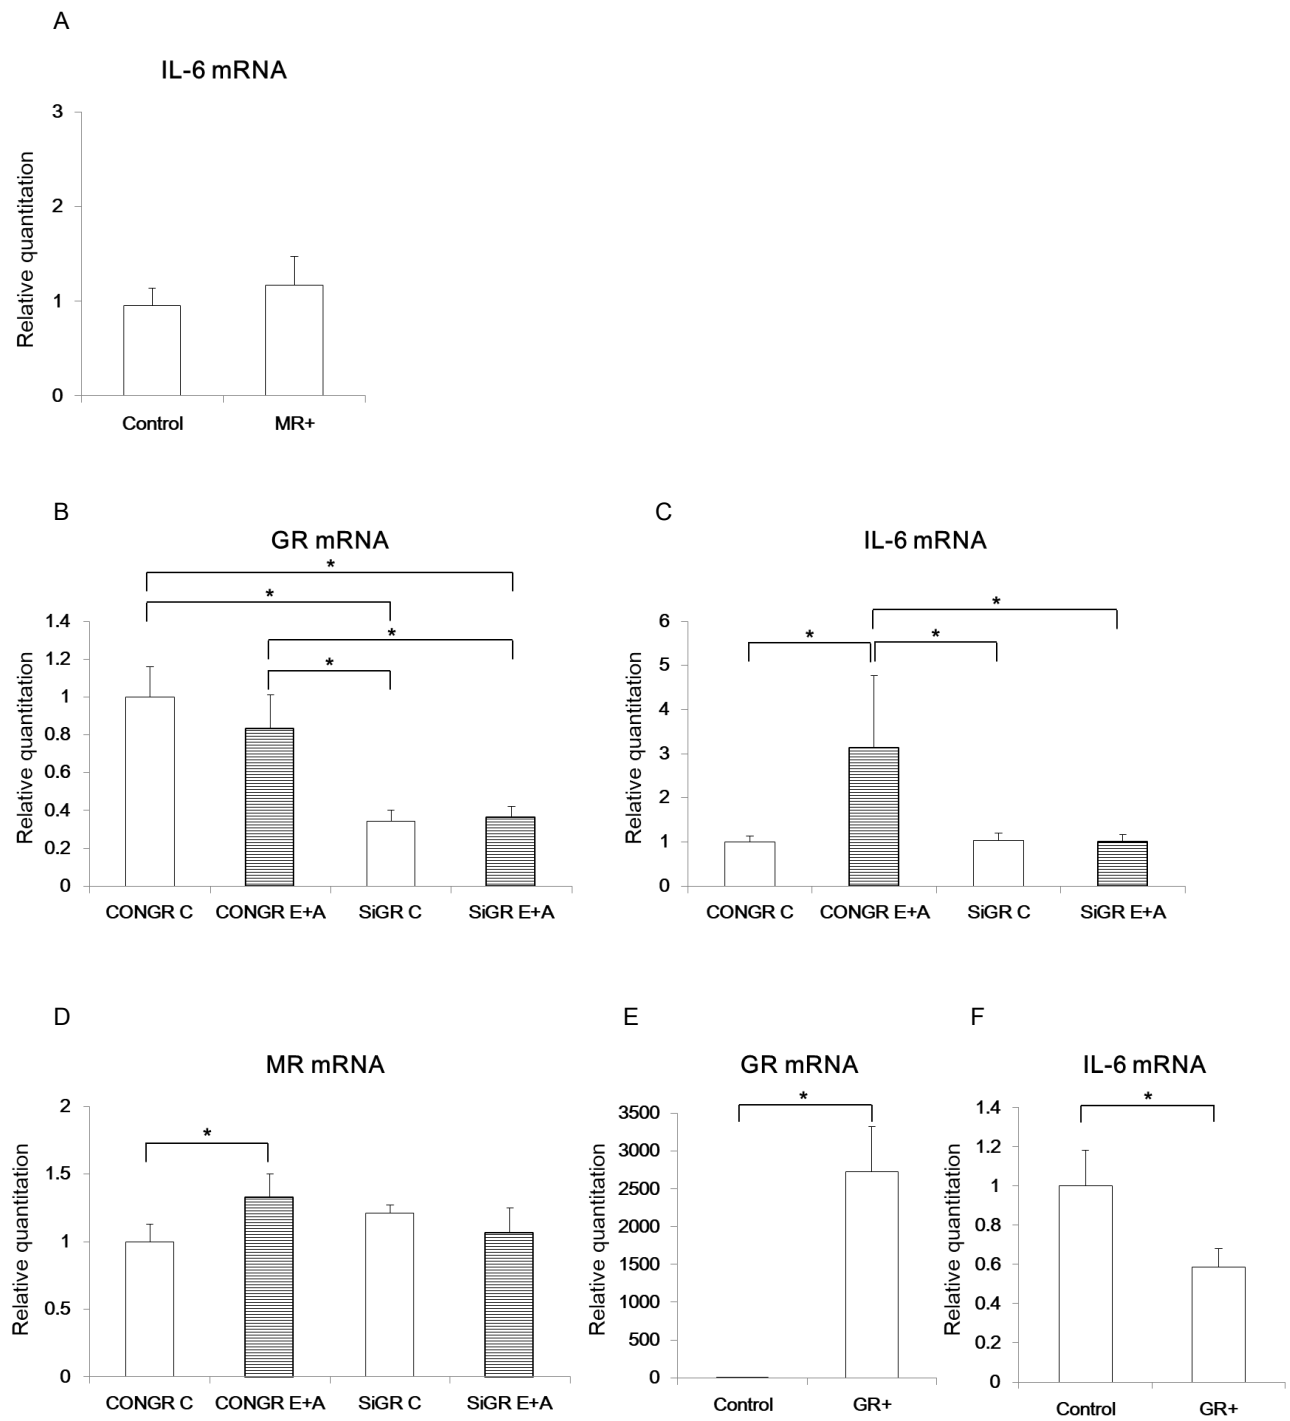 A
IL-6 mRNA
3
2
1
0
Relative quantitation
Control MR+
B
GR mRNA
*
*
*
*
1.4
1.2
1
0.8
0.6
0.4
0.2
0
Relative quantitation
CONGR C CONGR E+A SiGR C SiGR E+A
C
IL-6 mRNA
*
*
*
6
5
4
3
2
1
0
Relative quantitation
CONGR C CONGR E+A SiGR C SiGR E+A
D
MR mRNA
*
2
1.5
1
0.5
0
Relative quantitation
CONGR C CONGR E+A SiGR C SiGR E+A
E
GR mRNA
*
3500
3000
2500
2000
1500
1000
500
0
Relative quantitation
Control GR+
F
IL-6 mRNA
*
1.4
1.2
1
0.8
0.6
0.4
0.2
0
Relative quantitation
Control GR+